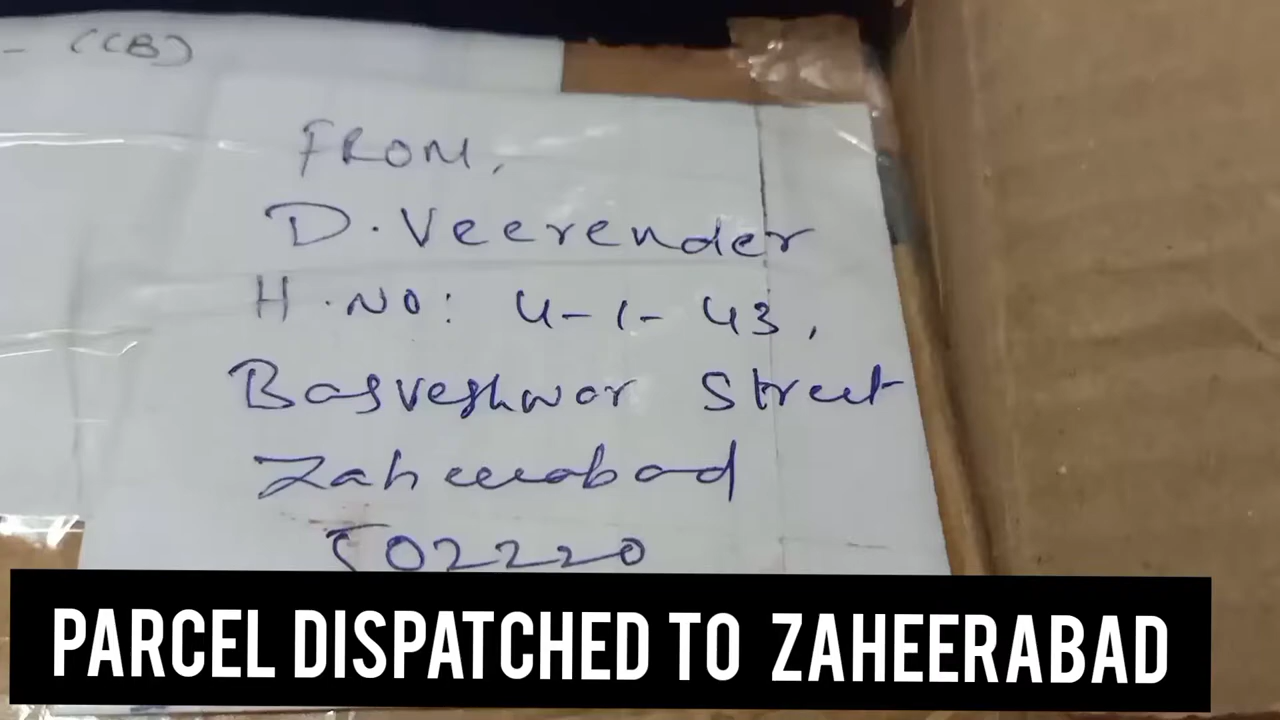 - (CB)
FROM,
D. Veerender
H.NO: 4-1-43,
Basveshwar Street
Zaheerabad
502220
PARCEL DISPATCHED TO ZAHEERABAD